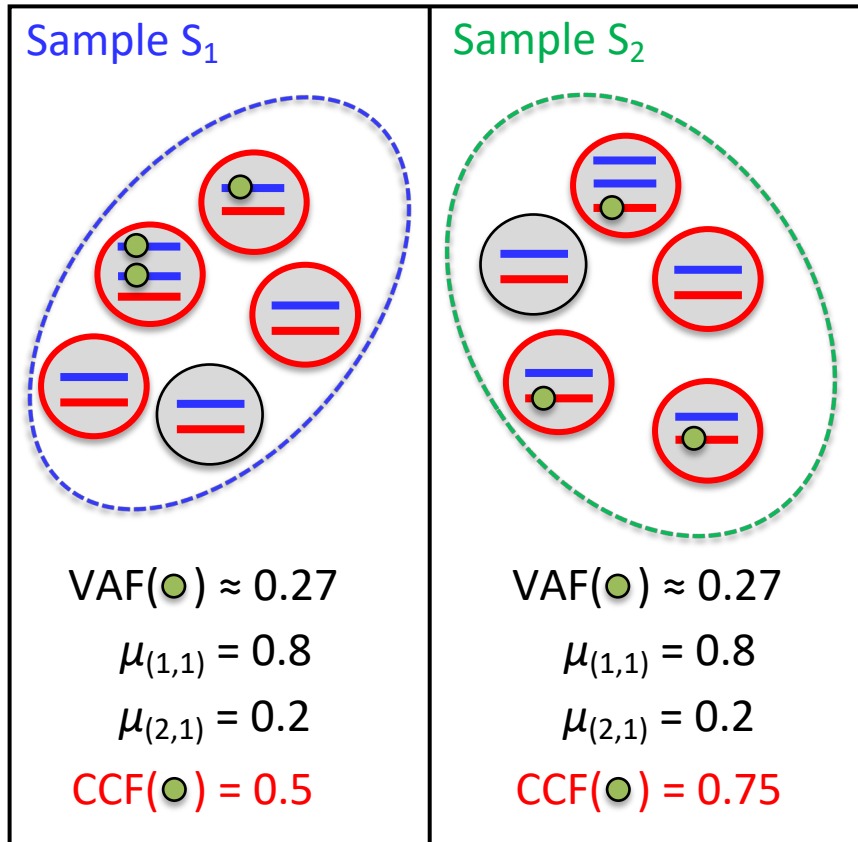 Sample S₁
VAF(●) ≈ 0.27
μ₍₁,₁₎ = 0.8
μ₍₂,₁₎ = 0.2
CCF(●) = 0.5
Sample S₂
VAF(●) ≈ 0.27
μ₍₁,₁₎ = 0.8
μ₍₂,₁₎ = 0.2
CCF(●) = 0.75